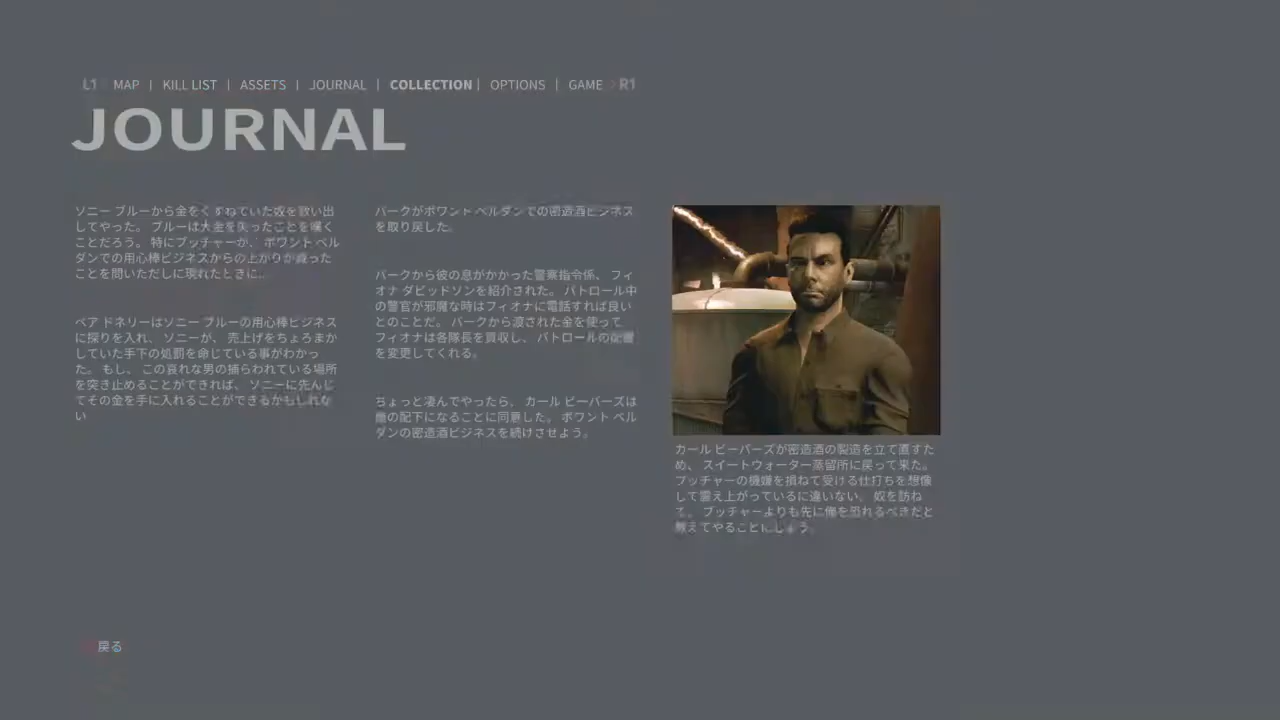 L1 MAP | KILL LIST | ASSETS | JOURNAL | COLLECTION | OPTIONS | GAME R1
JOURNAL
ソニー ブルーから金をくすねていた奴を救い出
してやった。 ブルーは大金を失ったことを嘆く
ことだろう。 特にブッチャーが、 ポワント ベル
ダンでの用心棒ビジネスからの上がりが減った
ことを問いただしに現れたときに..
ベア ドネリーはソニー ブルーの用心棒ビジネス
に探りを入れ、 ソニーが、 売上げをちょろまか
していた手下の処罰を命じている事がわかっ
た。 もし、 この哀れな男の捕らわれている場所
を突き止めることができれば、 ソニーに先んじ
てその金を手に入れることができるかもしれな
い
バークがポワント ベルダンでの密造酒ビジネス
を取り戻した。
バークから彼の息がかかった警察指令係、 フィ
オナ ダビッドソンを紹介された。 パトロール中
の警官が邪魔な時はフィオナに電話すれば良い
とのことだ。 バークから渡された金を使って
フィオナは各隊長を買収し、 パトロールの配置
を変更してくれる。
ちょっと凄んでやったら、 カール ビーバーズは
俺の配下になることに同意した。 ポワント ベル
ダンの密造酒ビジネスを続けさせよう。
カール ビーバーズが密造酒の製造を立て直すた
め、 スイートウォーター蒸留所に戻って来た。
ブッチャーの機嫌を損ねて受ける仕打ちを想像
して震え上がっているに違いない。 奴を訪ね
て、 ブッチャーよりも先に俺を恐れるべきだと
教えてやることにしよう。
戻る